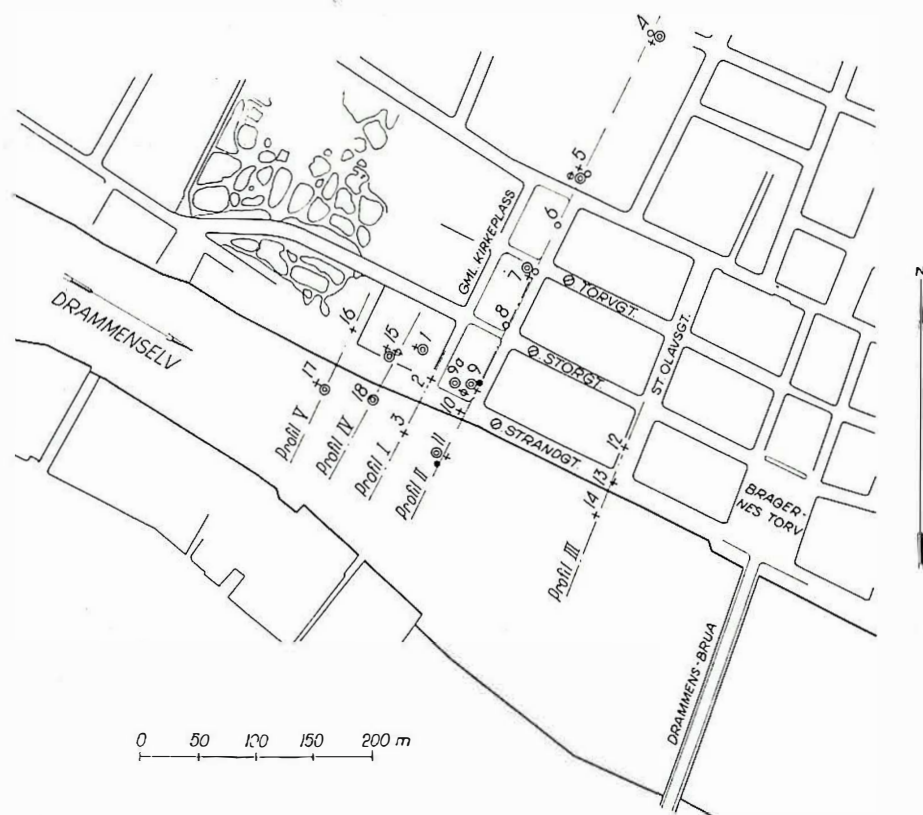 4
5
6
GML KIRKEPLASS
7
Ø TORVGT.
N
8
DRAMMENSELV
16
15
1
Ø. STORGT.
ST. OLAVSGT.
17
18
2
9a
9
10
3
Ø. STRANDGT.
12
Profil V
Profil IV
Profil I
Profil II
11
13
14
BRAGER-
NES TORV
Profil III
DRAMMENS-BRUA
0 50 100 150 200 m